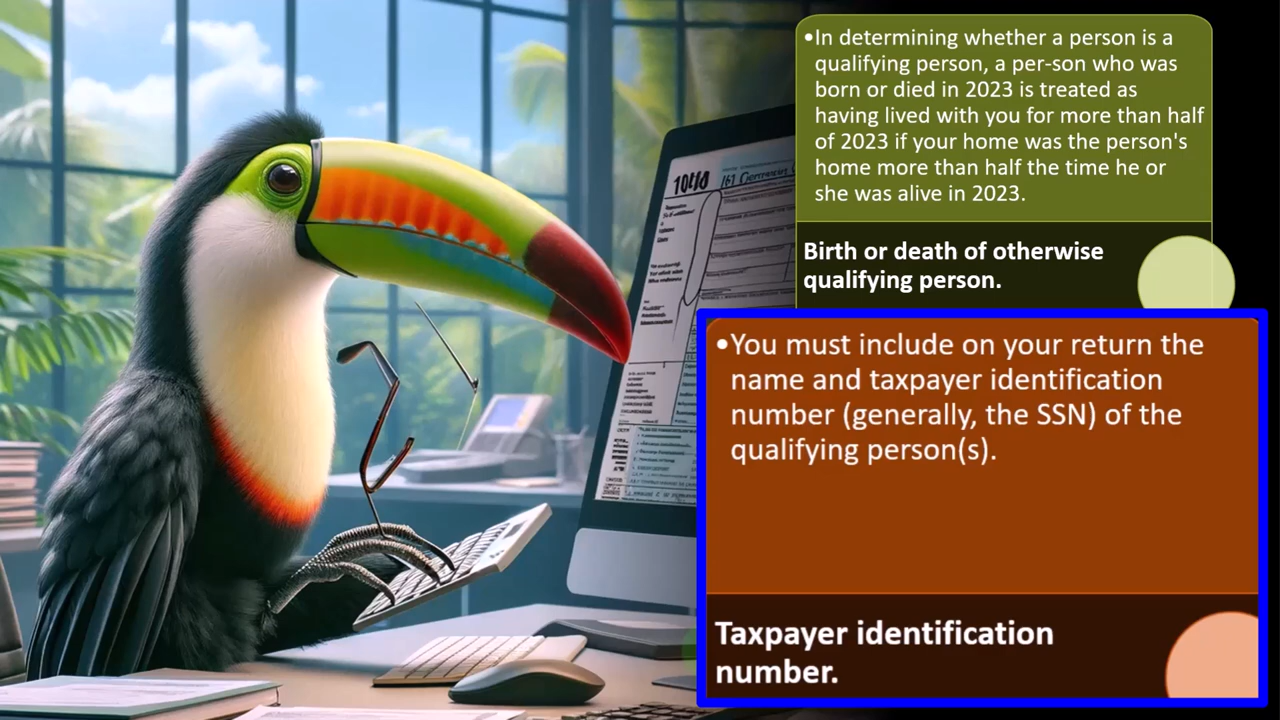 •In determining whether a person is a
qualifying person, a per-son who was
born or died in 2023 is treated as
having lived with you for more than half
of 2023 if your home was the person's
home more than half the time he or
she was alive in 2023.
Birth or death of otherwise
qualifying person.
•You must include on your return the
name and taxpayer identification
number (generally, the SSN) of the
qualifying person(s).
Taxpayer identification
number.